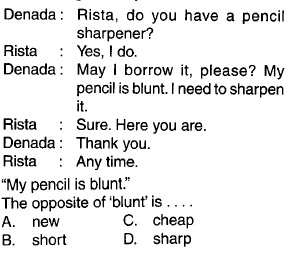 Denada : Rista, do you have a pencil
sharpener?
Rista : Yes, I do.
Denada : May I borrow it, please? My
pencil is blunt. I need to sharpen
it.
Rista : Sure. Here you are.
Denada : Thank you.
Rista : Any time.
"My pencil is blunt."
The opposite of 'blunt' is . . . .
A. new C. cheap
B. short D. sharp